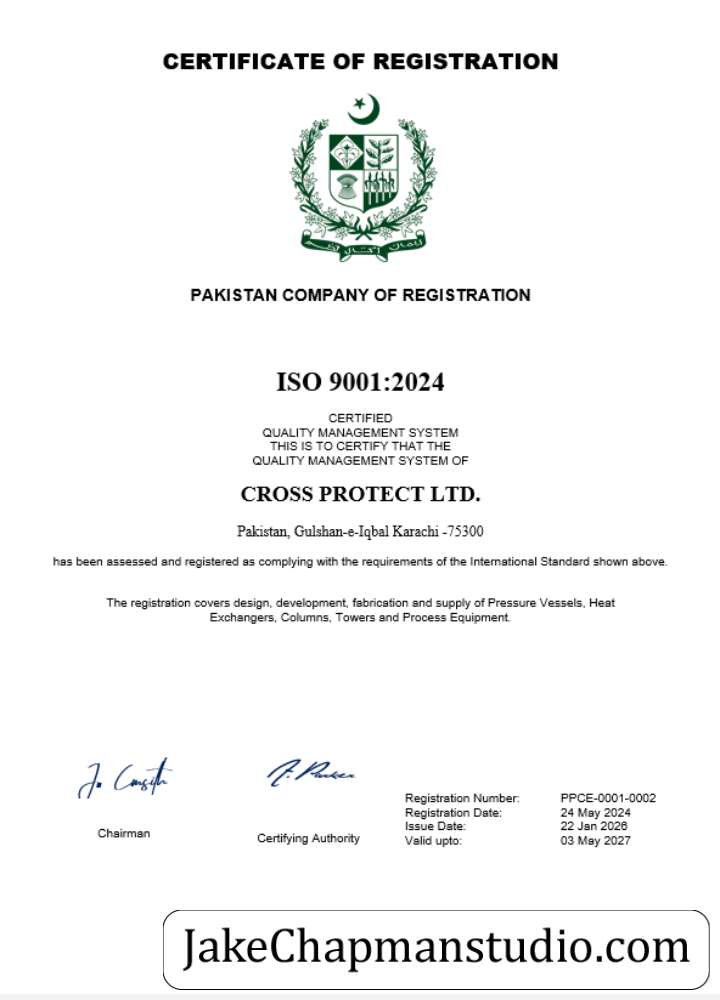 CERTIFICATE OF REGISTRATION
PAKISTAN COMPANY OF REGISTRATION
ISO 9001:2024
CERTIFIED
QUALITY MANAGEMENT SYSTEM
THIS IS TO CERTIFY THAT THE
QUALITY MANAGEMENT SYSTEM OF
CROSS PROTECT LTD.
Pakistan, Gulshan-e-Iqbal Karachi -75300
has been assessed and registered as complying with the requirements of the International Standard shown above.
The registration covers design, development, fabrication and supply of Pressure Vessels, Heat
Exchangers, Columns, Towers and Process Equipment.
Chairman
Certifying Authority
Registration Number: PPCE-0001-0002
Registration Date: 24 May 2024
Issue Date: 22 Jan 2026
Valid upto: 03 May 2027
JakeChapmanstudio.com